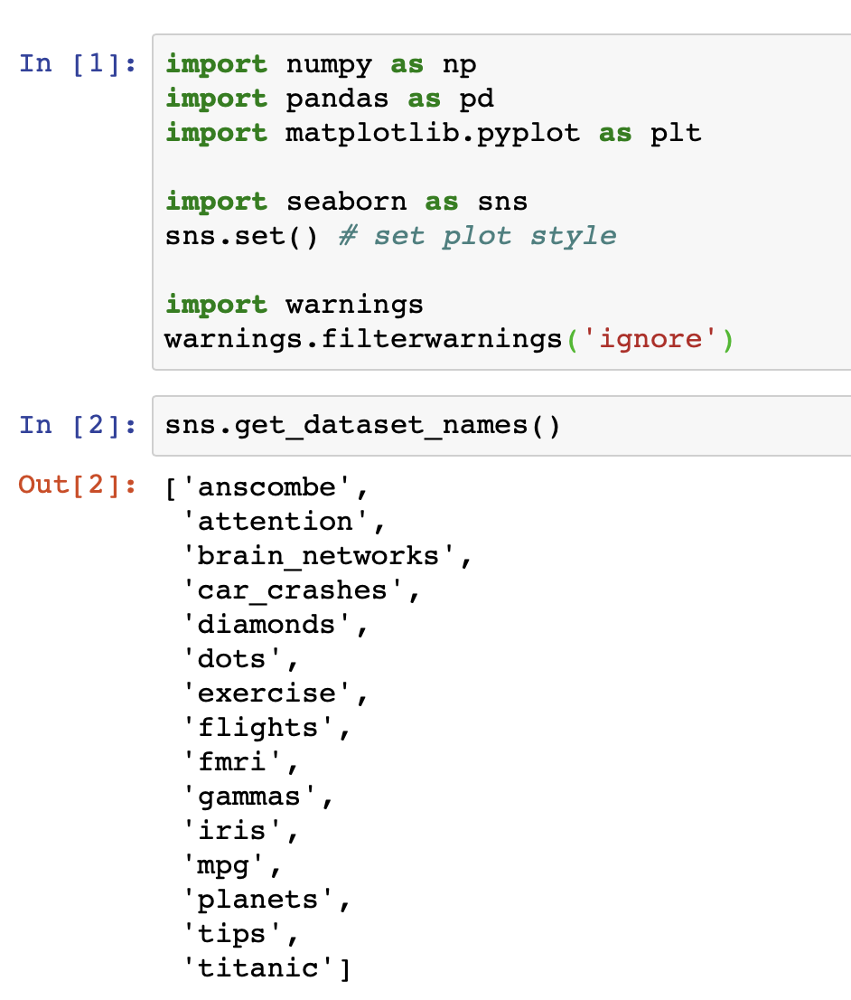 In [1]: import numpy as np
import pandas as pd
import matplotlib.pyplot as plt
import seaborn as sns
sns.set() # set plot style
import warnings
warnings.filterwarnings('ignore')
In [2]: sns.get_dataset_names()
Out[2]: ['anscombe',
'attention',
'brain_networks',
'car_crashes',
'diamonds',
'dots',
'exercise',
'flights',
'fmri',
'gammas',
'iris',
'mpg',
'planets',
'tips',
'titanic']